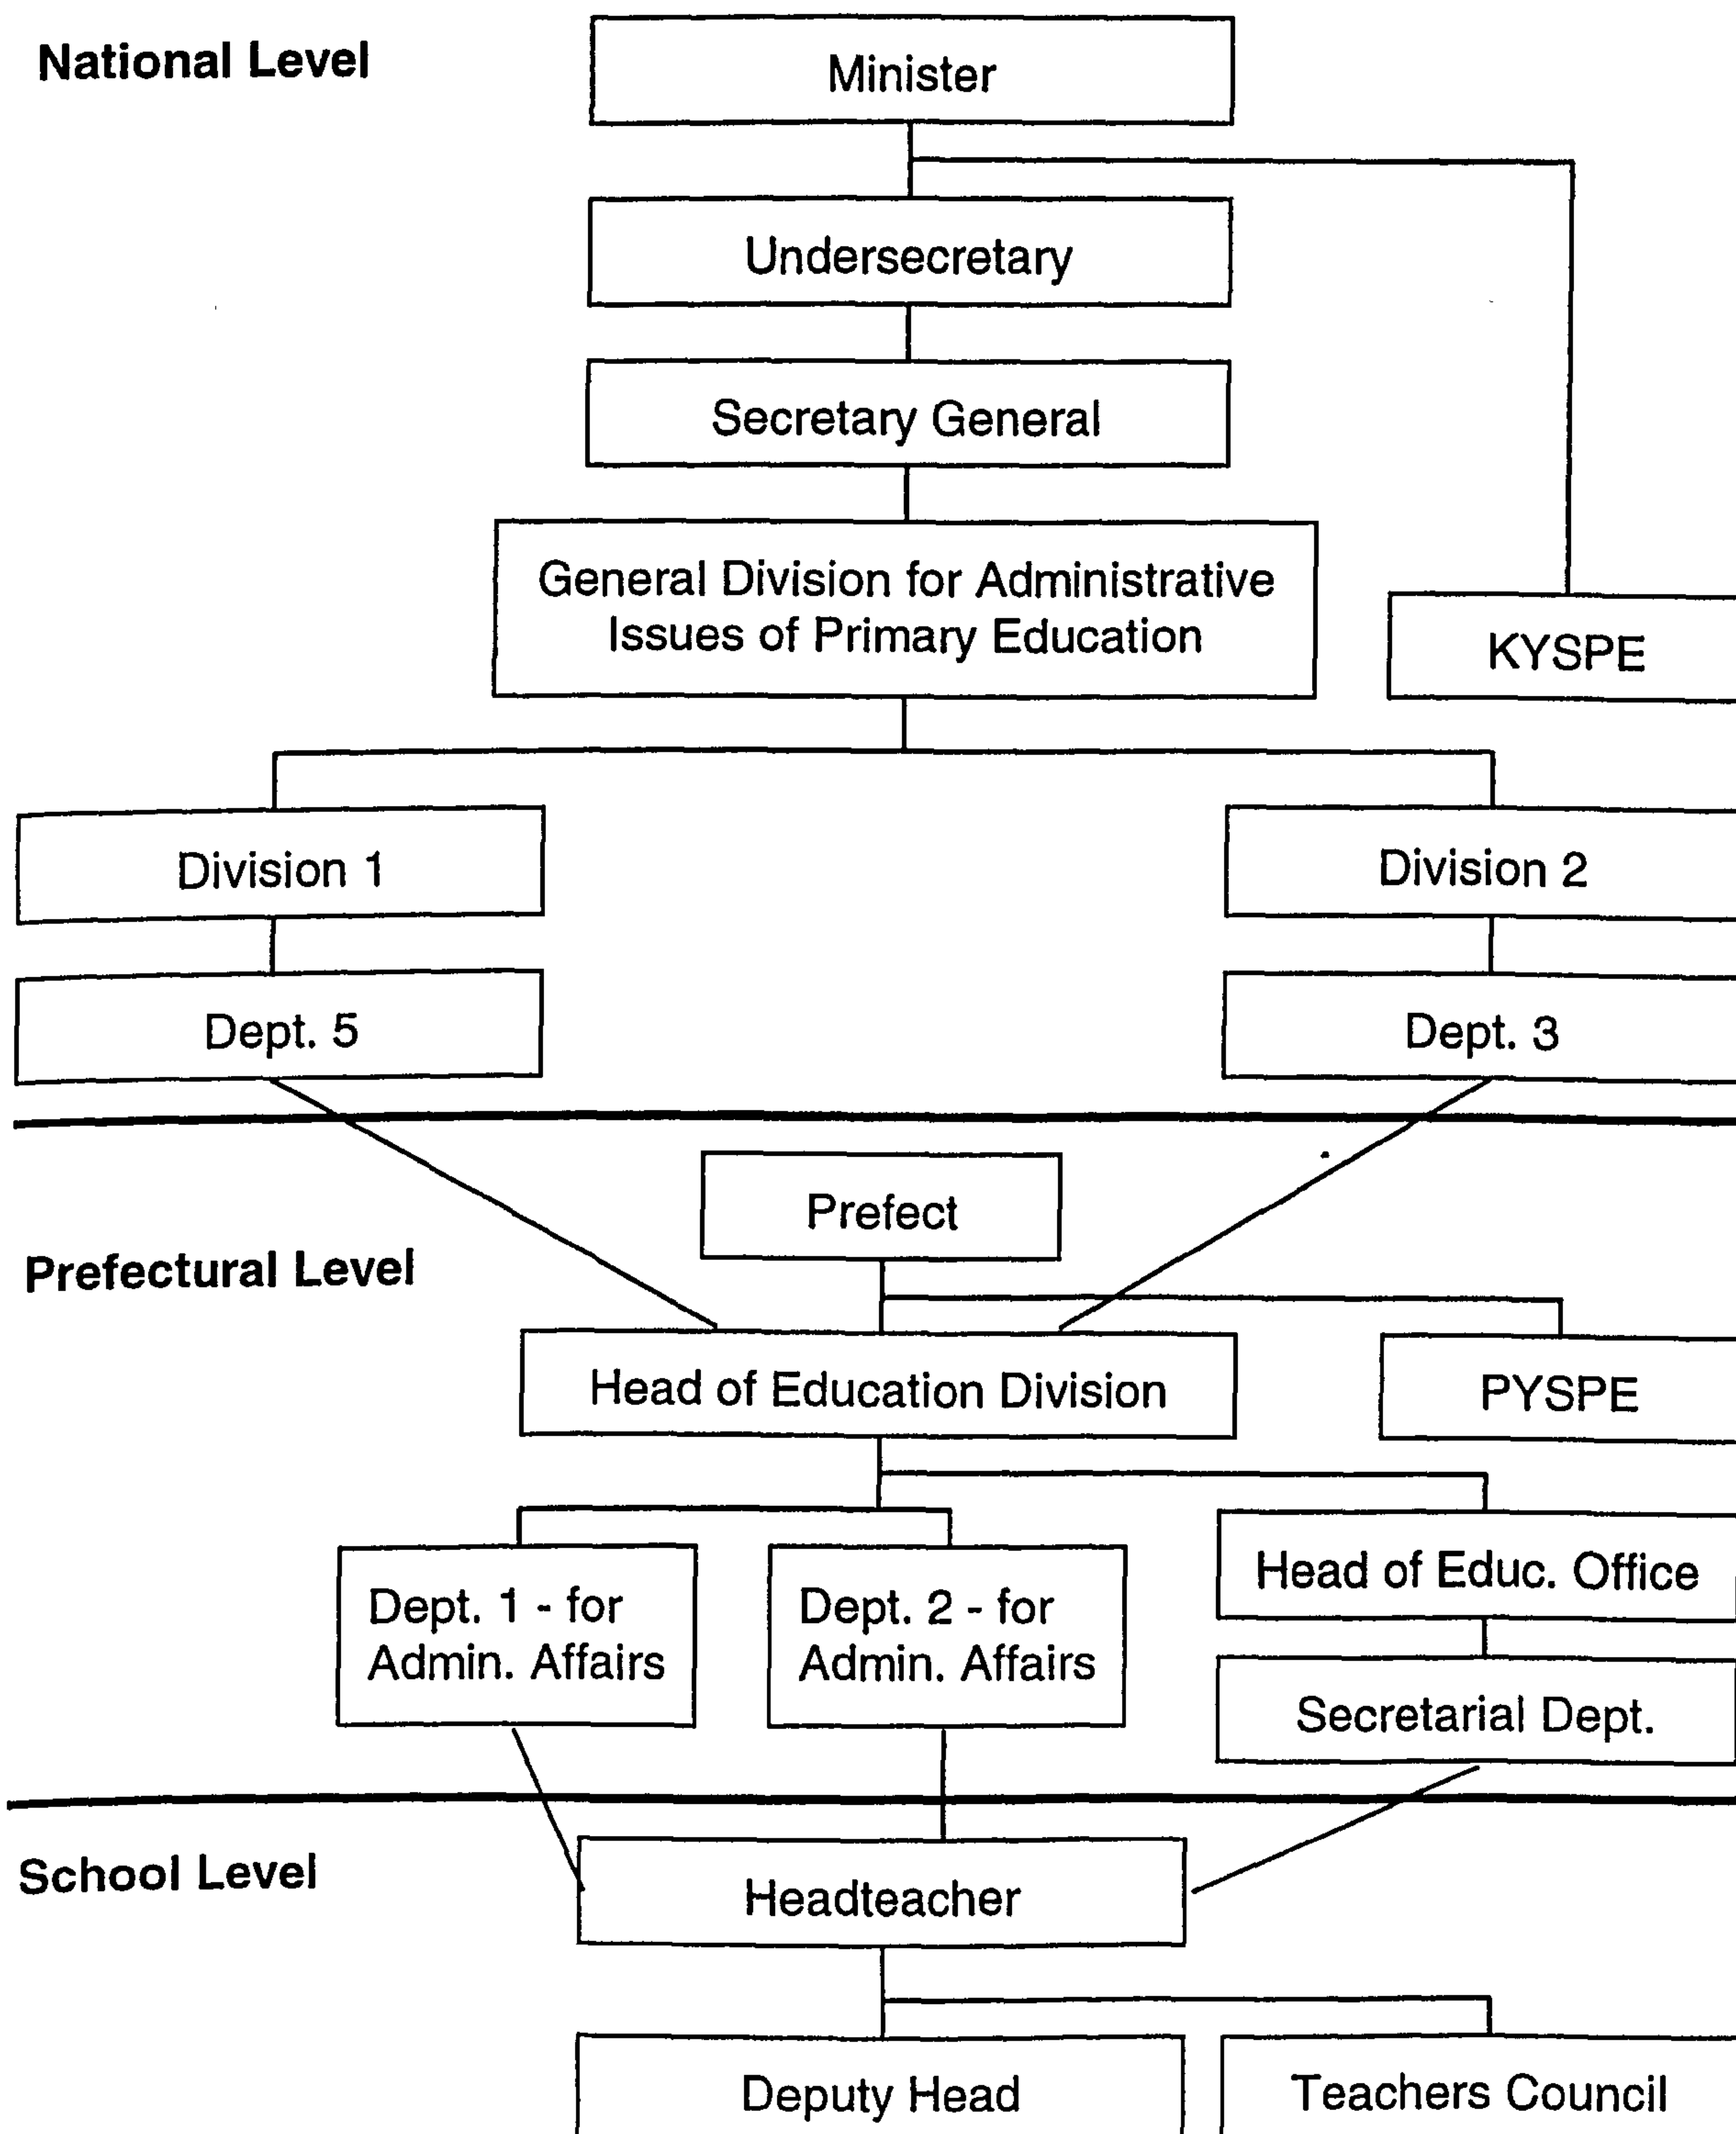 National Level
Minister
Undersecretary
Secretary General
General Division for Administrative
Issues of Primary Education
KYSPE
Division 1
Division 2
Dept. 5
Dept. 3
Prefect
Prefectural Level
Head of Education Division
PYSPE
Head of Educ. Office
Dept. 1 - for
Admin. Affairs
Dept. 2 - for
Admin. Affairs
Secretarial Dept.
School Level
Headteacher
Deputy Head
Teachers Council